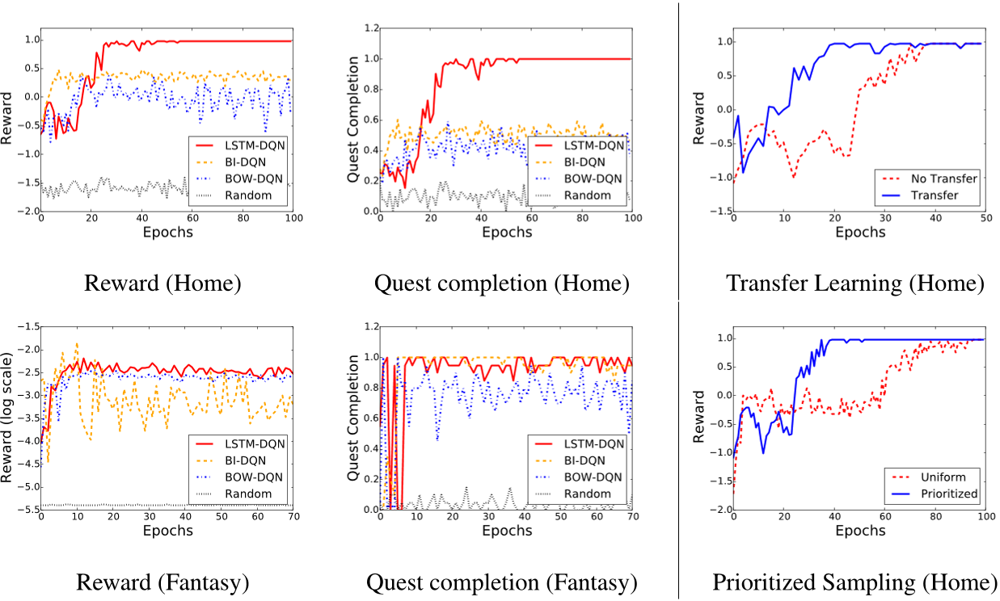 1.0
0.5
0.0
−0.5
−1.0
−1.5
−2.0
0 20 40 60 80 100
Reward
Epochs
LSTM-DQN
BI-DQN
BOW-DQN
Random
Reward (Home)
1.2
1.0
0.8
0.6
0.4
0.2
0.0
0 20 40 60 80 100
Quest Completion
Epochs
LSTM-DQN
BI-DQN
BOW-DQN
Random
Quest completion (Home)
1.0
0.5
0.0
−0.5
−1.0
−1.5
0 10 20 30 40 50
Reward
Epochs
No Transfer
Transfer
Transfer Learning (Home)
−1.5
−2.0
−2.5
−3.0
−3.5
−4.0
−4.5
−5.0
−5.5
0 10 20 30 40 50 60 70
Reward (log scale)
Epochs
LSTM-DQN
BI-DQN
BOW-DQN
Random
Reward (Fantasy)
1.2
1.0
0.8
0.6
0.4
0.2
0.0
0 10 20 30 40 50 60 70
Quest Completion
Epochs
LSTM-DQN
BI-DQN
BOW-DQN
Random
Quest completion (Fantasy)
1.0
0.5
0.0
−0.5
−1.0
−1.5
−2.0
0 20 40 60 80 100
Reward
Epochs
Uniform
Prioritized
Prioritized Sampling (Home)